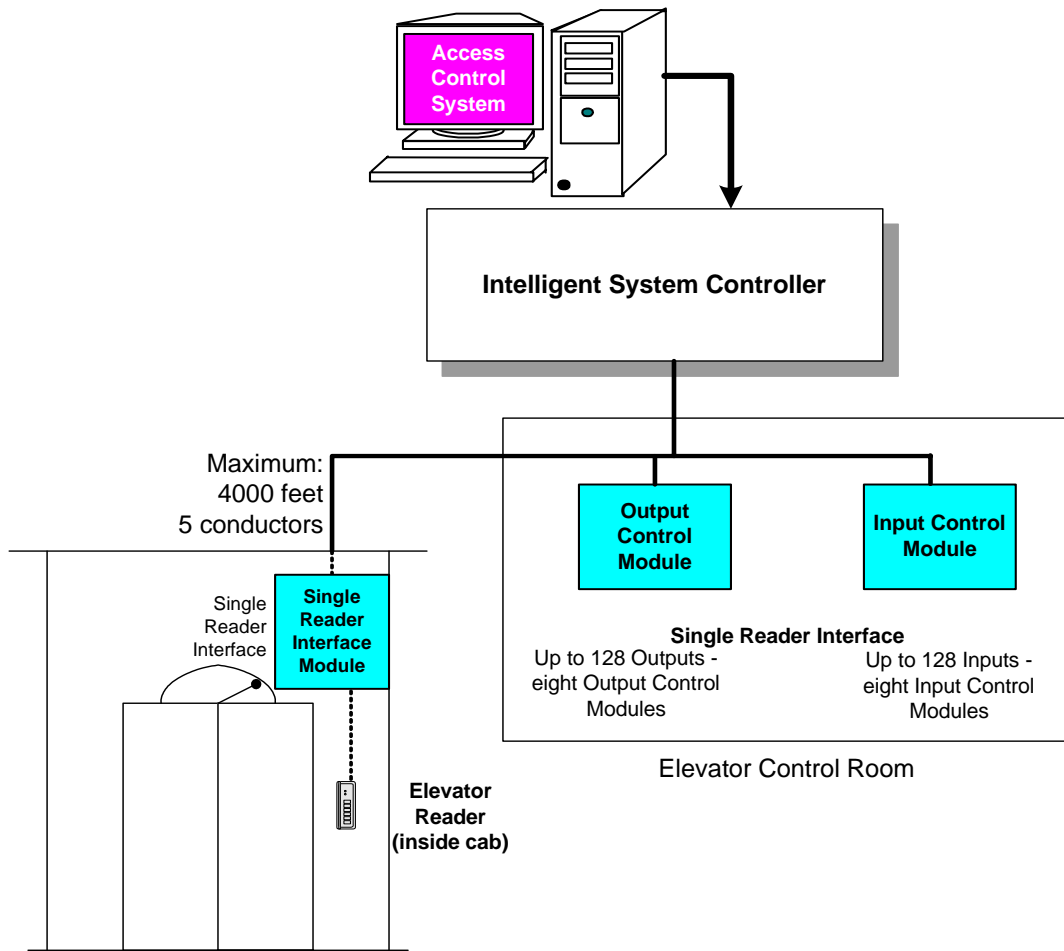 Access
Control
System
Intelligent System Controller
Maximum:
4000 feet
5 conductors
Output
Control
Module
Input Control
Module
Single
Reader
Interface
Single
Reader
Interface
Module
Single Reader Interface
Up to 128 Outputs -
eight Output Control
Modules
Up to 128 Inputs -
eight Input Control
Modules
Elevator Control Room
Elevator
Reader
(inside cab)